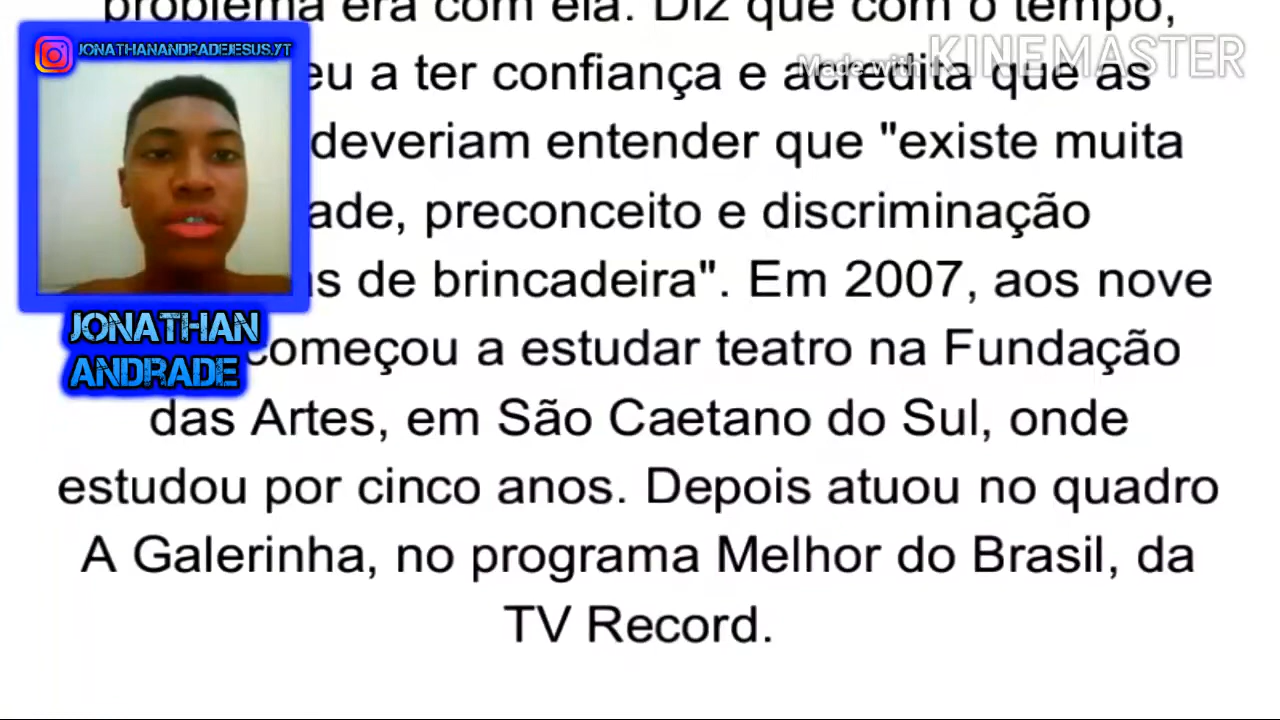 problema era com ela. Diz que com o tempo,
JONATHANANDRADEJESUS.YT
Made with KINEMASTER
eu a ter confiança e acredita que as
deveriam entender que "existe muita
ade, preconceito e discriminação
s de brincadeira". Em 2007, aos nove
JONATHAN
ANDRADE
começou a estudar teatro na Fundação
das Artes, em São Caetano do Sul, onde
estudou por cinco anos. Depois atuou no quadro
A Galerinha, no programa Melhor do Brasil, da
TV Record.